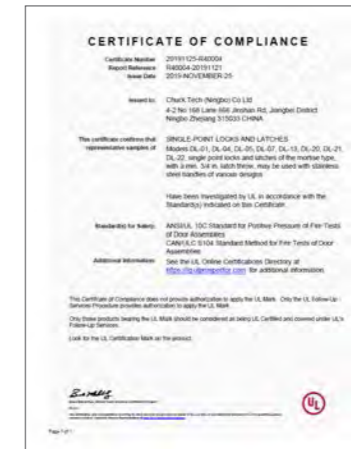 CERTIFICATE OF COMPLIANCE
Certificate Number 20191125-R40004
Report Reference R40004-20191121
Issue Date 2019-NOVEMBER-25
Issued to: Chuck Tech (Ningbo) Co Ltd
4-2 No 168 Lane 666 Jinshan Rd, Jiangbei District
Ningbo Zhejiang 315033 CHINA
This certificate confirms that SINGLE-POINT LOCKS AND LATCHES
representative samples of Models DL-01, DL-04, DL-05, DL-07, DL-13, DL-20, DL-21,
DL-22, single point locks and latches of the mortise type,
with a min. 3/4 in. latch throw, may be used with stainless
steel handles of various designs
Have been investigated by UL in accordance with the
Standard(s) indicated on this Certificate.
Standard(s) for Safety: ANSI/UL 10C Standard for Positive Pressure of Fire Tests
of Door Assemblies
CAN/ULC S104 Standard Method for Fire Tests of Door
Assemblies
Additional Information: See the UL Online Certifications Directory at
for additional information
This Certificate of Compliance does not provide authorization to apply the UL Mark. Only the UL Follow-Up
Services Procedure provides authorization to apply the UL Mark.
Only those products bearing the UL Mark should be considered as being UL Certified and covered under UL's
Follow-Up Services.
Look for the UL Certification Mark on the product.
UL
Page 1 of 1